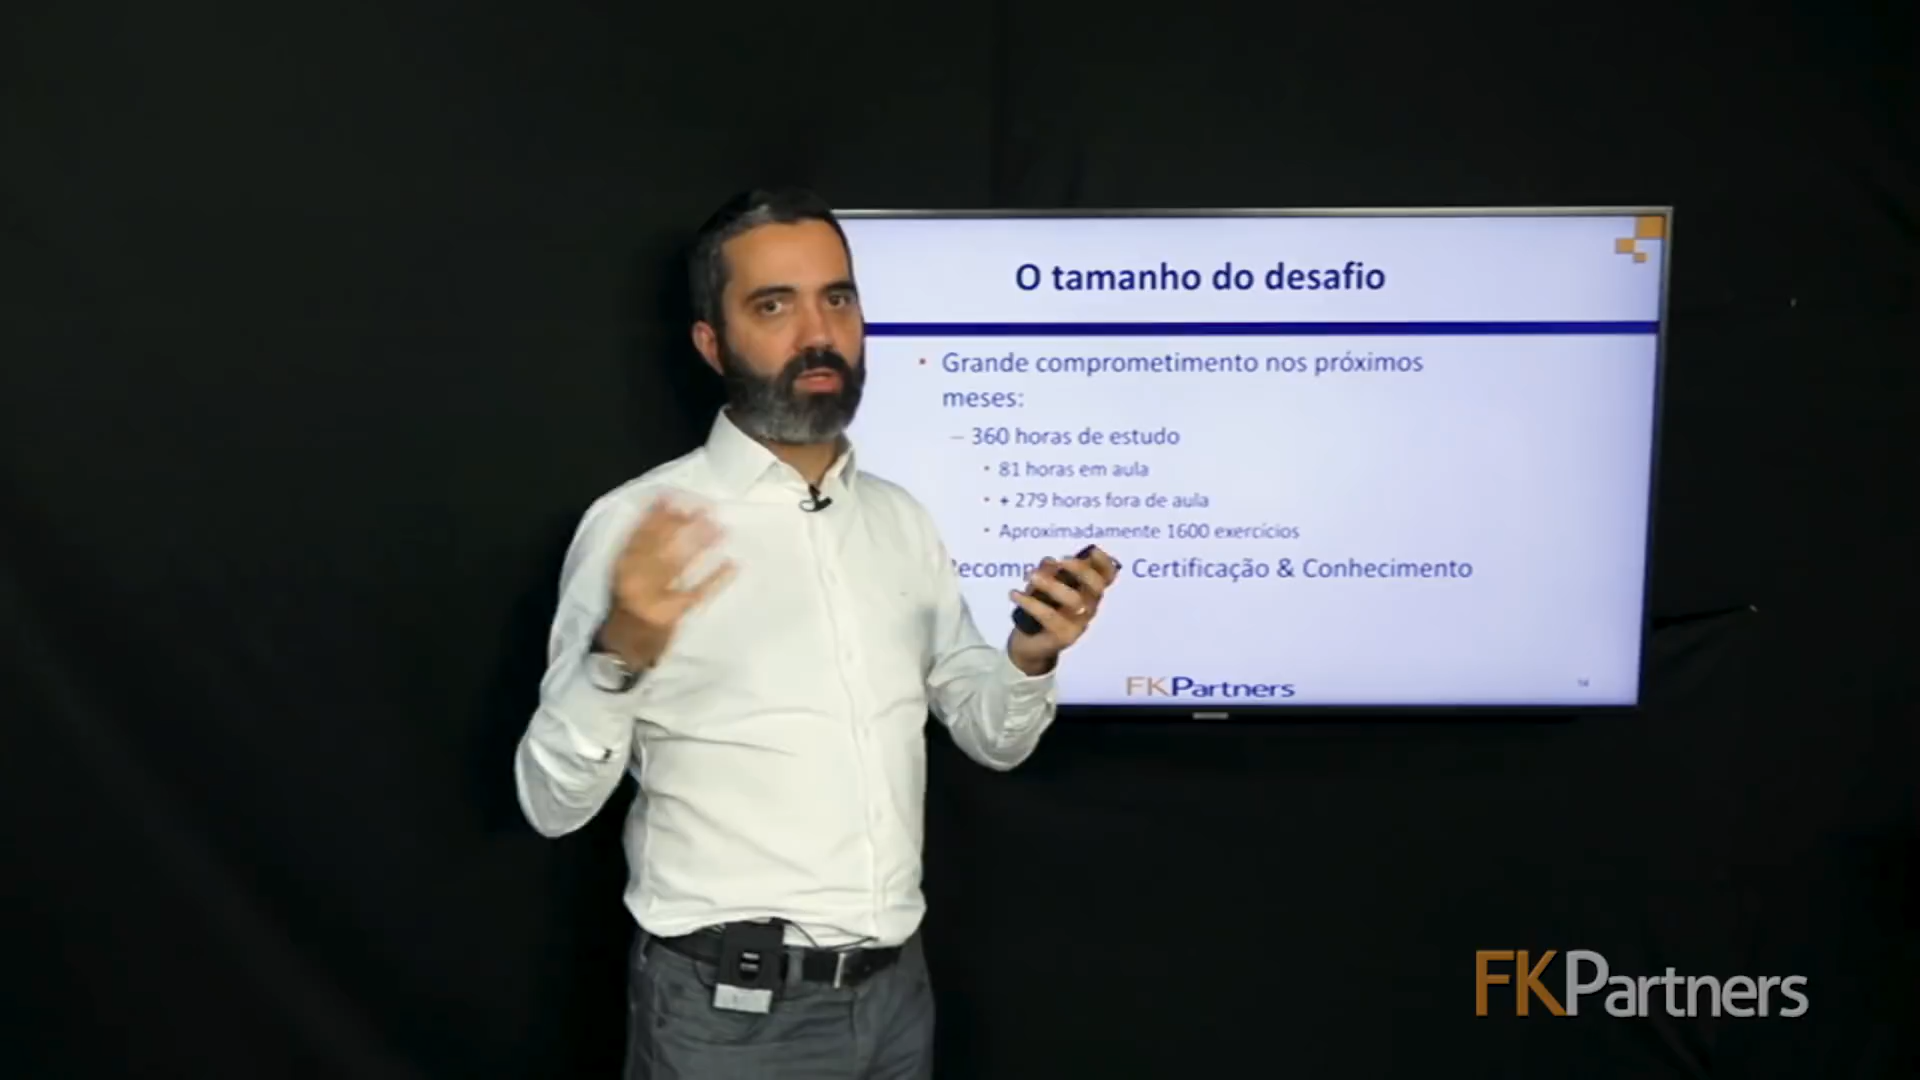 O tamanho do desafio
• Grande comprometimento nos próximos
meses:
– 360 horas de estudo
• 81 horas em aula
• + 279 horas fora de aula
• Aproximadamente 1600 exercícios
Certificação & Conhecimento
FKPartners
FKPartners